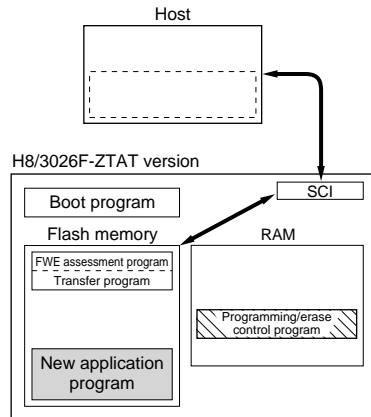 Host
H8/3026F-ZTAT version
SCI
Boot program
Flash memory
RAM
FWE assessment program
Transfer program
Programming/erase
control program
New application
program